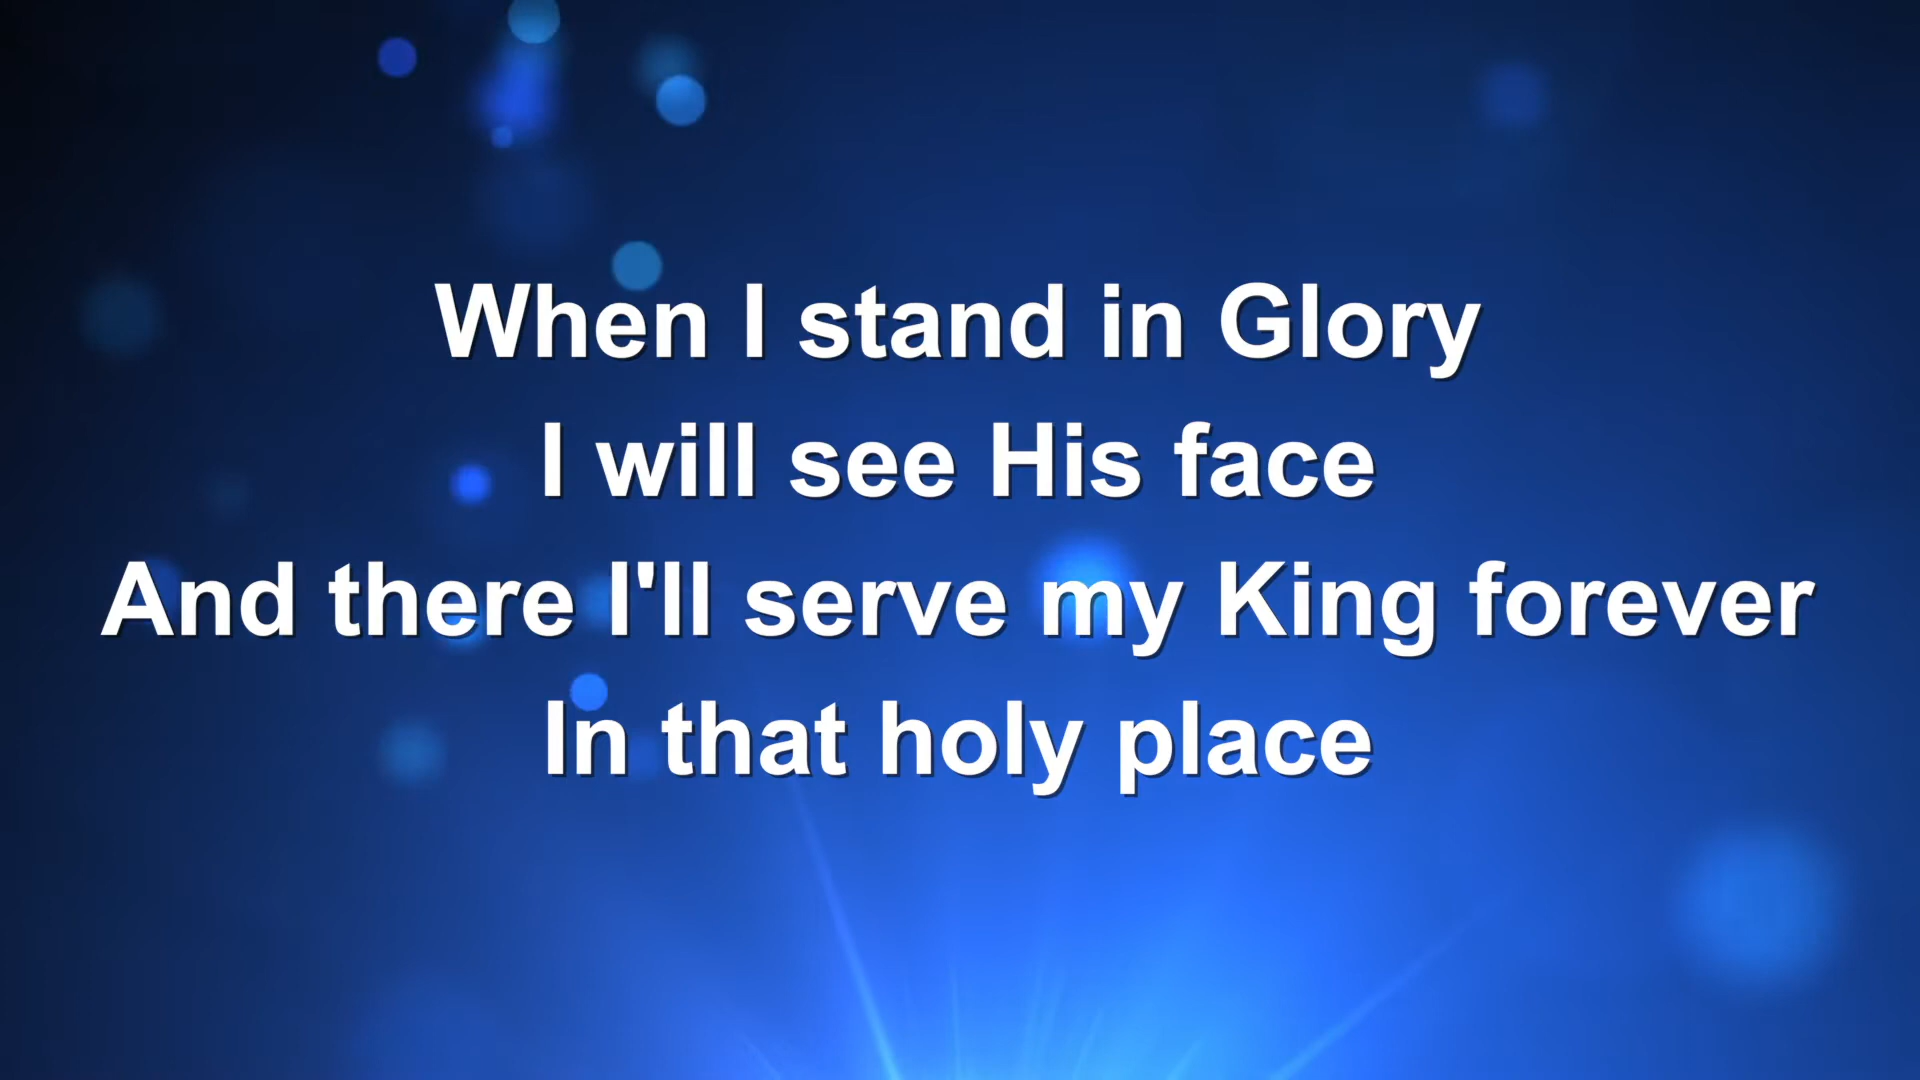 When I stand in Glory
I will see His face
And there I'll serve my King forever
In that holy place